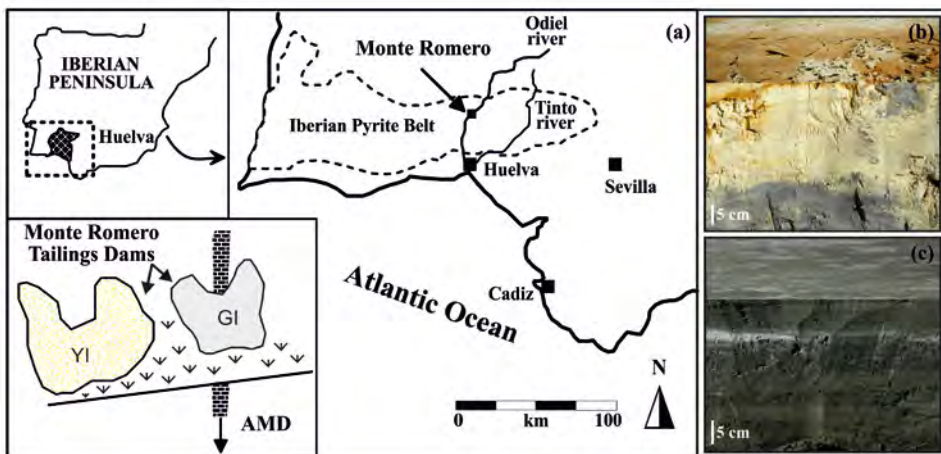 IBERIAN
PENINSULA
Huelva
(a)
Odiel
river
Monte Romero
Tinto
river
Iberian Pyrite Belt
Huelva
Sevilla
Cadiz
Atlantic Ocean
N
0 100
km
Monte Romero
Tailings Dams
YI
GI
AMD
(b)
5 cm
(c)
5 cm